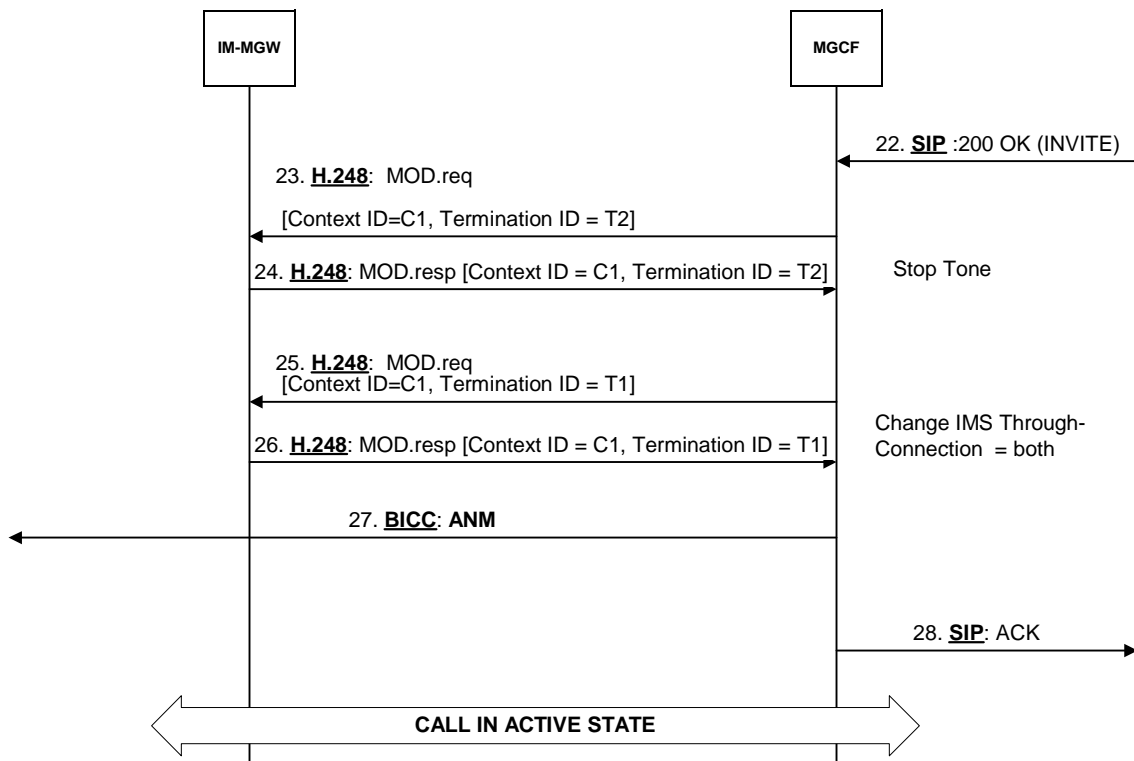 IM-MGW
MGCF
22. SIP :200 OK (INVITE)
23. H.248: MOD.req
[Context ID=C1, Termination ID = T2]
24. H.248: MOD.resp [Context ID = C1, Termination ID = T2]
Stop Tone
25. H.248: MOD.req
[Context ID=C1, Termination ID = T1]
26. H.248: MOD.resp [Context ID = C1, Termination ID = T1]
Change IMS Through-
Connection = both
27. BICC: ANM
28. SIP: ACK
CALL IN ACTIVE STATE